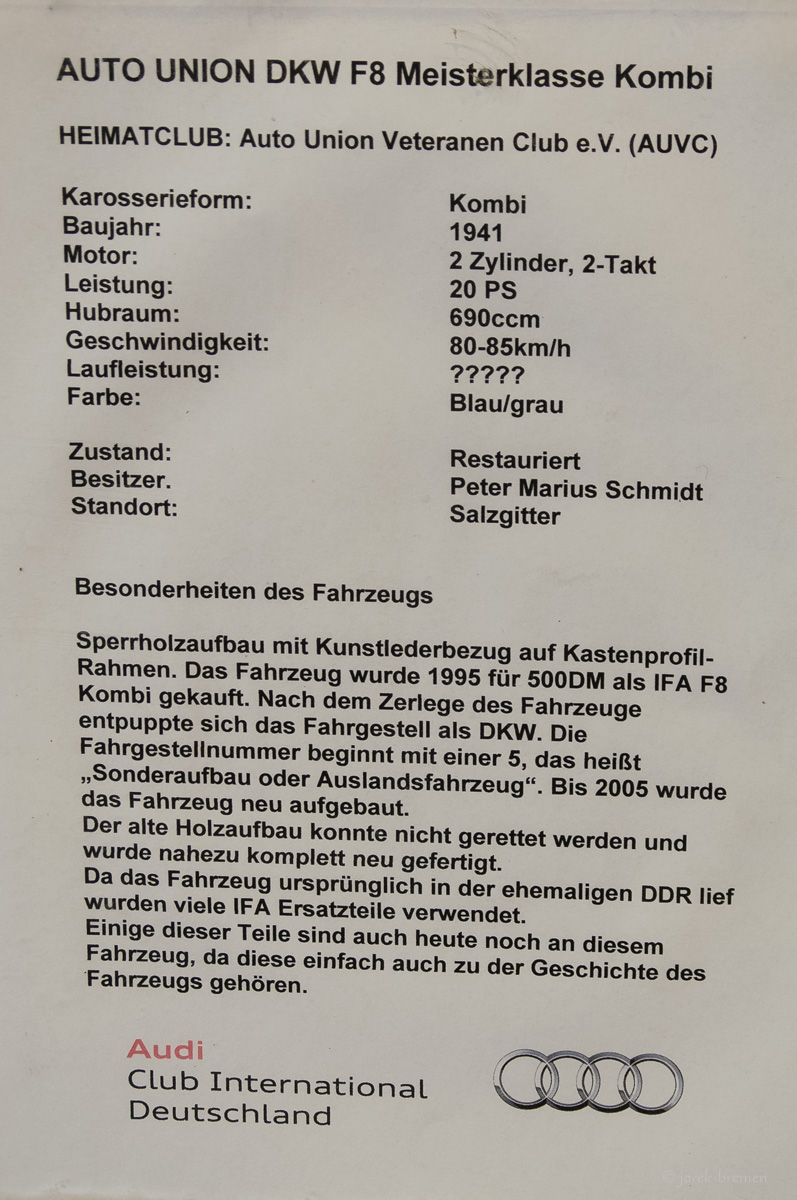 AUTO UNION DKW F8 Meisterklasse Kombi
HEIMATCLUB: Auto Union Veteranen Club e.V. (AUVC)
Karosserieform: Kombi
Baujahr: 1941
Motor: 2 Zylinder, 2-Takt
Leistung: 20 PS
Hubraum: 690ccm
Geschwindigkeit: 80-85km/h
Laufleistung: ?????
Farbe: Blau/grau
Zustand: Restauriert
Besitzer. Peter Marius Schmidt
Standort: Salzgitter
Besonderheiten des Fahrzeugs
Sperrholzaufbau mit Kunstlederbezug auf Kastenprofil-
Rahmen. Das Fahrzeug wurde 1995 für 500DM als IFA F8
Kombi gekauft. Nach dem Zerlege des Fahrzeuge
entpuppte sich das Fahrgestell als DKW. Die
Fahrgestellnummer beginnt mit einer 5, das heißt
„Sonderaufbau oder Auslandsfahrzeug“. Bis 2005 wurde
das Fahrzeug neu aufgebaut.
Der alte Holzaufbau konnte nicht gerettet werden und
wurde nahezu komplett neu gefertigt.
Da das Fahrzeug ursprünglich in der ehemaligen DDR lief
wurden viele IFA Ersatzteile verwendet.
Einige dieser Teile sind auch heute noch an diesem
Fahrzeug, da diese einfach auch zu der Geschichte des
Fahrzeugs gehören.
Audi
Club International
Deutschland
© jacek-bremen